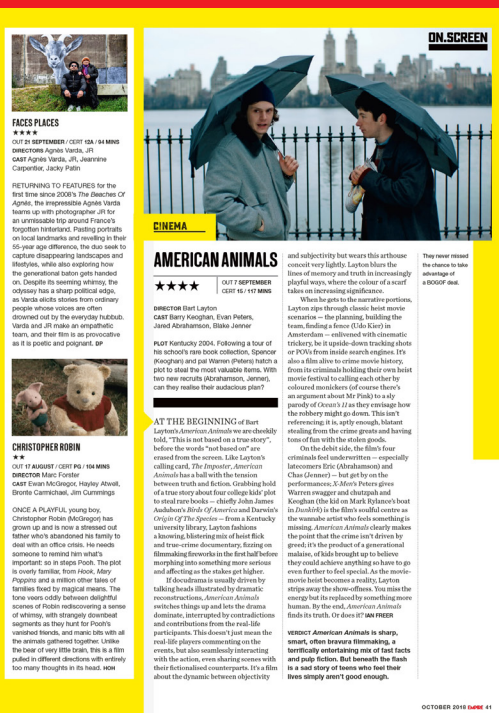 ON.SCREEN
FACES PLACES
★★★★
OUT 21 SEPTEMBER / CERT 12A / 94 MINS
DIRECTORS Agnès Varda, JR
CAST Agnès Varda, JR, Jeannine
Carpentier, Jacky Patin
RETURNING TO FEATURES for the
first time since 2008's The Beaches Of
Agnès, the irrepressible Agnès Varda
teams up with photographer JR for
an unmissable trip around France's
forgotten hinterland. Pasting portraits
on local landmarks and revelling in their
55-year age difference, the duo seek to
capture disappearing landscapes and
lifestyles, while also exploring how
the generational baton gets handed
on. Despite its seeming whimsy, the
odyssey has a sharp political edge,
as Varda elicits stories from ordinary
people whose voices are often
drowned out by the everyday hubbub.
Varda and JR make an empathetic
team, and their film is as provocative
as it is poetic and poignant. DP
CHRISTOPHER ROBIN
★★
OUT 17 AUGUST / CERT PG / 104 MINS
DIRECTOR Marc Forster
CAST Ewan McGregor, Hayley Atwell,
Bronte Carmichael, Jim Cummings
ONCE A PLAYFUL young boy,
Christopher Robin (McGregor) has
grown up and is now a stressed out
father who's abandoned his family to
deal with an office crisis. He needs
someone to remind him what's
important: so in steps Pooh. The plot
is overly familiar, from Hook, Mary
Poppins and a million other tales of
families fixed by magical means. The
tone veers oddly between delightful
scenes of Robin rediscovering a sense
of whimsy, with strangely downbeat
segments as they hunt for Pooh's
vanished friends, and manic bits with all
the animals gathered together. Unlike
the bear of very little brain, this is a film
pulled in different directions with entirely
too many thoughts in its head. HOH
CINEMA
AMERICAN ANIMALS
★★★★
OUT 7 SEPTEMBER
CERT 15 / 117 MINS
DIRECTOR Bart Layton
CAST Barry Keoghan, Evan Peters,
Jared Abrahamson, Blake Jenner
PLOT Kentucky 2004. Following a tour of
his school's rare book collection, Spencer
(Keoghan) and pal Warren (Peters) hatch a
plot to steal the most valuable items. With
two new recruits (Abrahamson, Jenner),
can they realise their audacious plan?
AT THE BEGINNING of Bart
Layton's American Animals we are cheekily
told, “This is not based on a true story”,
before the words “not based on” are
erased from the screen. Like Layton's
calling card, The Imposter, American
Animals has a ball with the tension
between truth and fiction. Grabbing hold
of a true story about four college kids' plot
to steal rare books — chiefly John James
Audubon's Birds Of America and Darwin's
Origin Of The Species — from a Kentucky
university library, Layton fashions
a knowing, blistering mix of heist flick
and true-crime documentary, fizzing on
filmmaking fireworks in the first half before
morphing into something more serious
and affecting as the stakes get higher.
If docudrama is usually driven by
talking heads illustrated by dramatic
reconstructions, American Animals
switches things up and lets the drama
dominate, interrupted by contradictions
and contributions from the real-life
participants. This doesn't just mean the
real-life players commenting on the
events, but also seamlessly interacting
with the action, even sharing scenes with
their fictionalised counterparts. It's a film
about the dynamic between objectivity
and subjectivity but wears this arthouse
conceit very lightly. Layton blurs the
lines of memory and truth in increasingly
playful ways, where the colour of a scarf
takes on increasing significance.
When he gets to the narrative portions,
Layton zips through classic heist movie
scenarios — the planning, building the
team, finding a fence (Udo Kier) in
Amsterdam — enlivened with cinematic
trickery, be it upside-down tracking shots
or POVs from inside search engines. It's
also a film alive to crime movie history,
from its criminals holding their own heist
movie festival to calling each other by
coloured monickers (of course there's
an argument about Mr Pink) to a sly
parody of Ocean's 11 as they envisage how
the robbery might go down. This isn't
referencing; it is, aptly enough, blatant
stealing from the crime greats and having
tons of fun with the stolen goods.
On the debit side, the film's four
criminals feel underwritten — especially
latecomers Eric (Abrahamson) and
Chas (Jenner) — but get by on the
performances; X-Men's Peters gives
Warren swagger and chutzpah and
Keoghan (the kid on Mark Rylance's boat
in Dunkirk) is the film's soulful centre as
the wannabe artist who feels something is
missing. American Animals clearly makes
the point that the crime isn't driven by
greed; it's the product of a generational
malaise, of kids brought up to believe
they could achieve anything so have to go
even further to feel special. As the movie-
movie heist becomes a reality, Layton
strips away the show-offness. You miss the
energy but its replaced by something more
human. By the end, American Animals
finds its truth. Or does it? IAN FREER
VERDICT American Animals is sharp,
smart, often bravura filmmaking, a
terrifically entertaining mix of fast facts
and pulp fiction. But beneath the flash
is a sad story of teens who feel their
lives simply aren't good enough.
They never missed
the chance to take
advantage of
a BOGOF deal.
OCTOBER 2018 EMPIRE 41